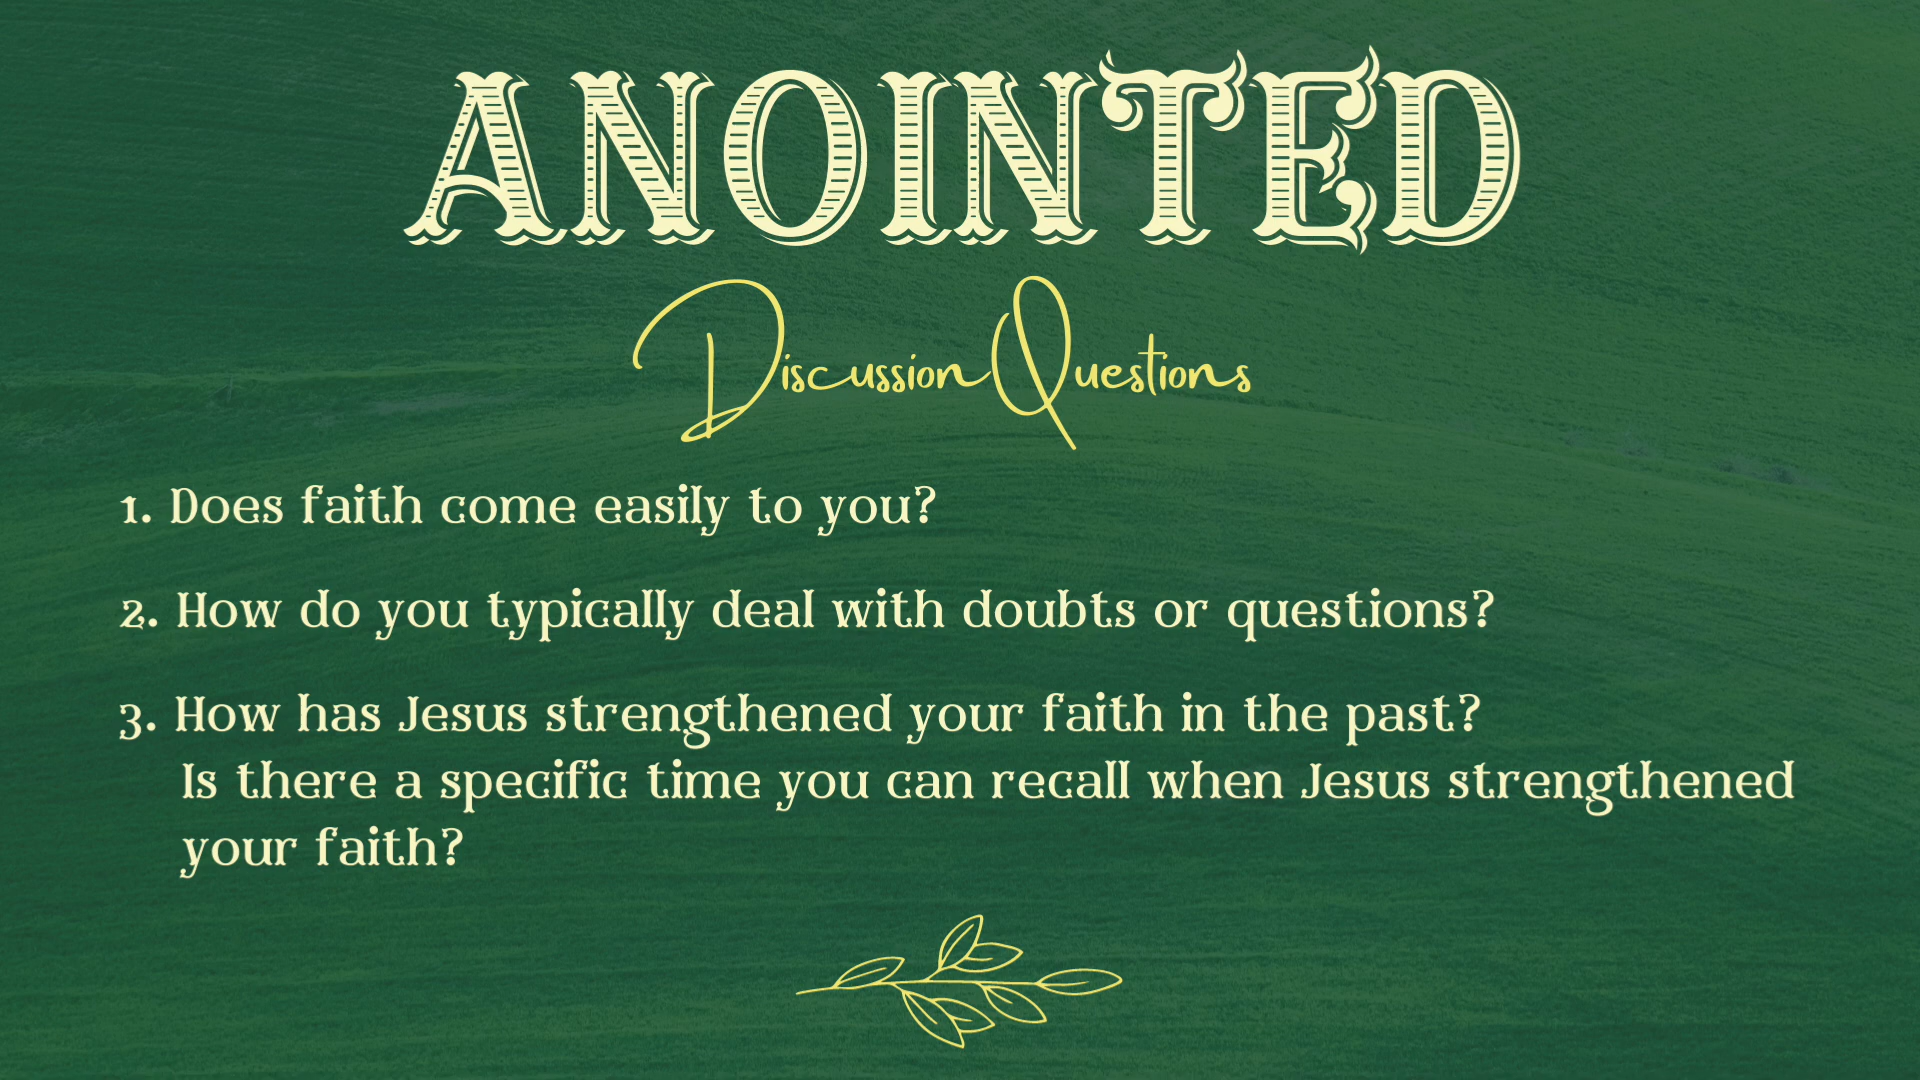 ANOINTED
Discussion Questions
1. Does faith come easily to you?
2. How do you typically deal with doubts or questions?
3. How has Jesus strengthened your faith in the past?
Is there a specific time you can recall when Jesus strengthened
your faith?